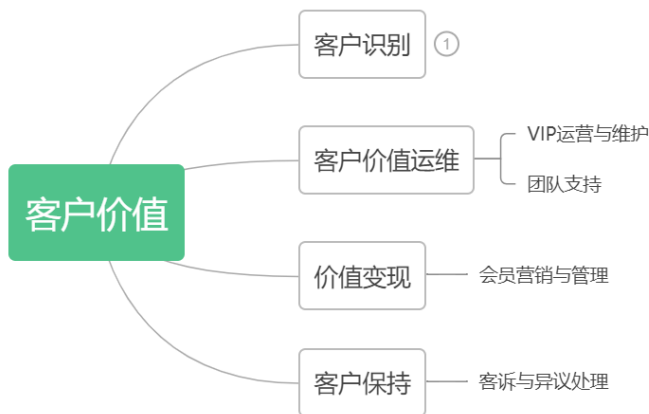 客户价值
客户识别
1
客户价值运维
VIP运营与维护
团队支持
价值变现
会员营销与管理
客户保持
客诉与异议处理